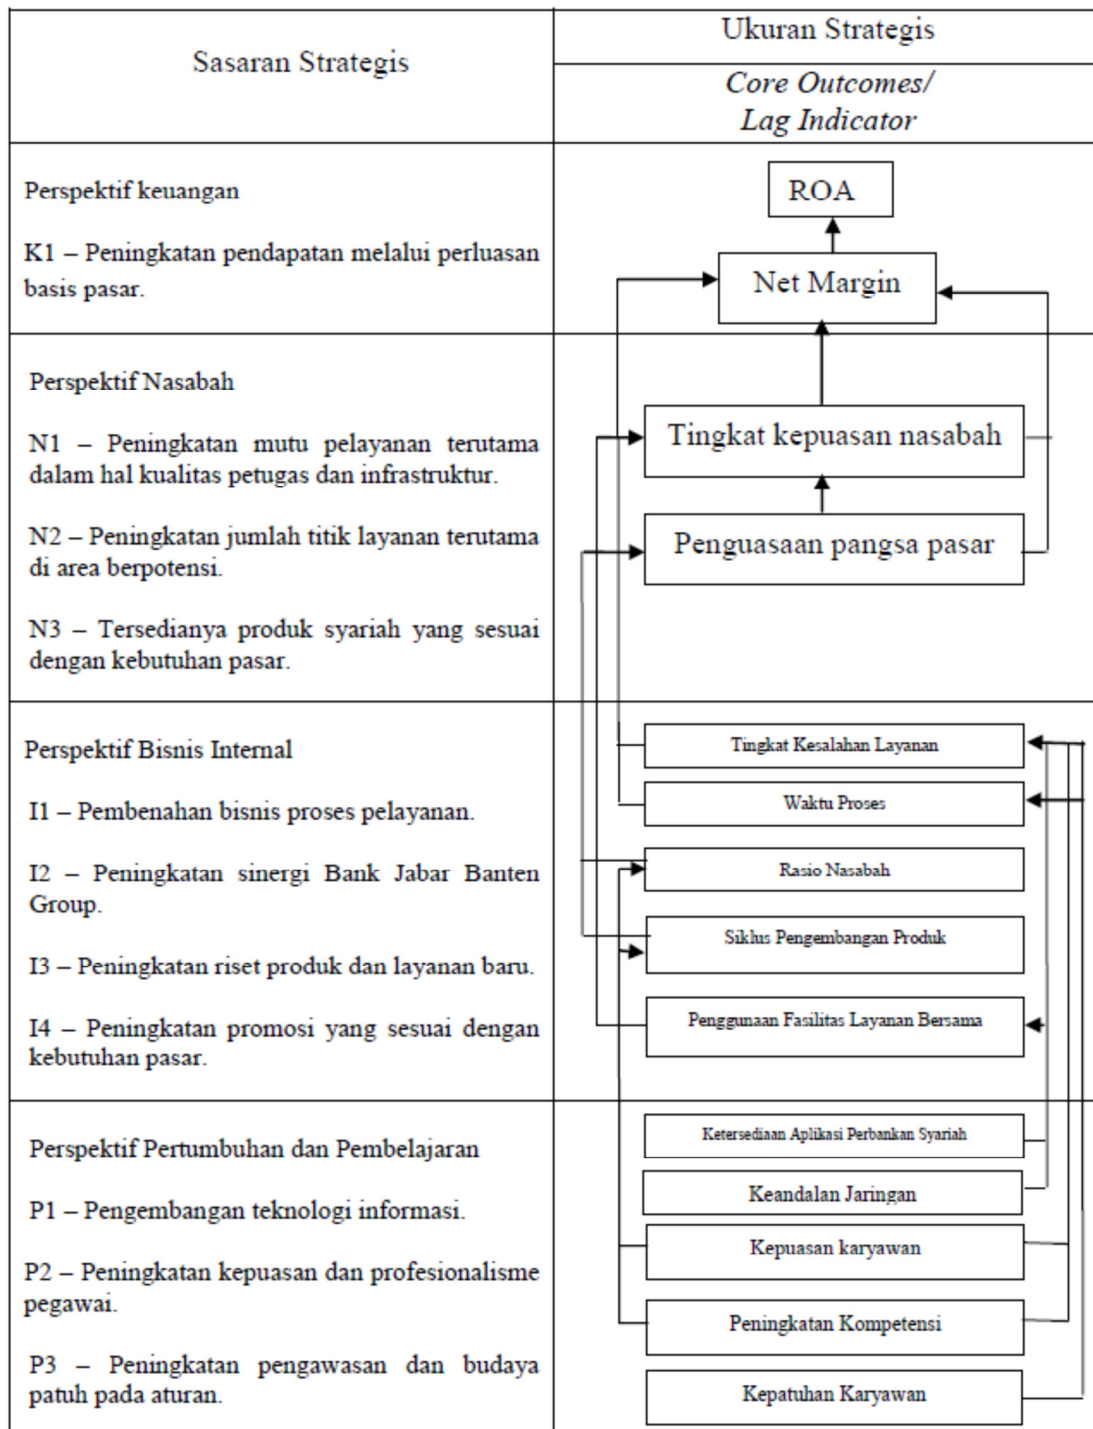 Sasaran Strategis
Ukuran Strategis
Core Outcomes/
Lag Indicator
Perspektif keuangan
K1 – Peningkatan pendapatan melalui perluasan
basis pasar.
ROA
Net Margin
Perspektif Nasabah
N1 – Peningkatan mutu pelayanan terutama
dalam hal kualitas petugas dan infrastruktur.
N2 – Peningkatan jumlah titik layanan terutama
di area berpotensi.
N3 – Tersedianya produk syariah yang sesuai
dengan kebutuhan pasar.
Tingkat kepuasan nasabah
Penguasaan pangsa pasar
Perspektif Bisnis Internal
I1 – Pembenahan bisnis proses pelayanan.
I2 – Peningkatan sinergi Bank Jabar Banten
Group.
I3 – Peningkatan riset produk dan layanan baru.
I4 – Peningkatan promosi yang sesuai dengan
kebutuhan pasar.
Tingkat Kesalahan Layanan
Waktu Proses
Rasio Nasabah
Siklus Pengembangan Produk
Penggunaan Fasilitas Layanan Bersama
Perspektif Pertumbuhan dan Pembelajaran
P1 – Pengembangan teknologi informasi.
P2 – Peningkatan kepuasan dan profesionalisme
pegawai.
P3 – Peningkatan pengawasan dan budaya
patuh pada aturan.
Ketersediaan Aplikasi Perbankan Syariah
Keandalan Jaringan
Kepuasan karyawan
Peningkatan Kompetensi
Kepatuhan Karyawan